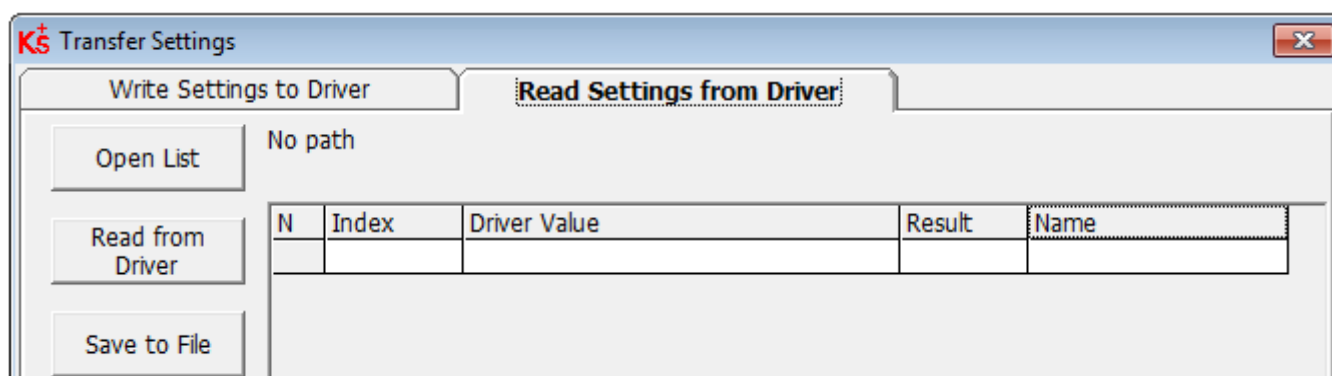 KS+ Transfer Settings
Write Settings to Driver
Read Settings from Driver
Open List
No path
N Index Driver Value Result Name
Read from
Driver
Save to File